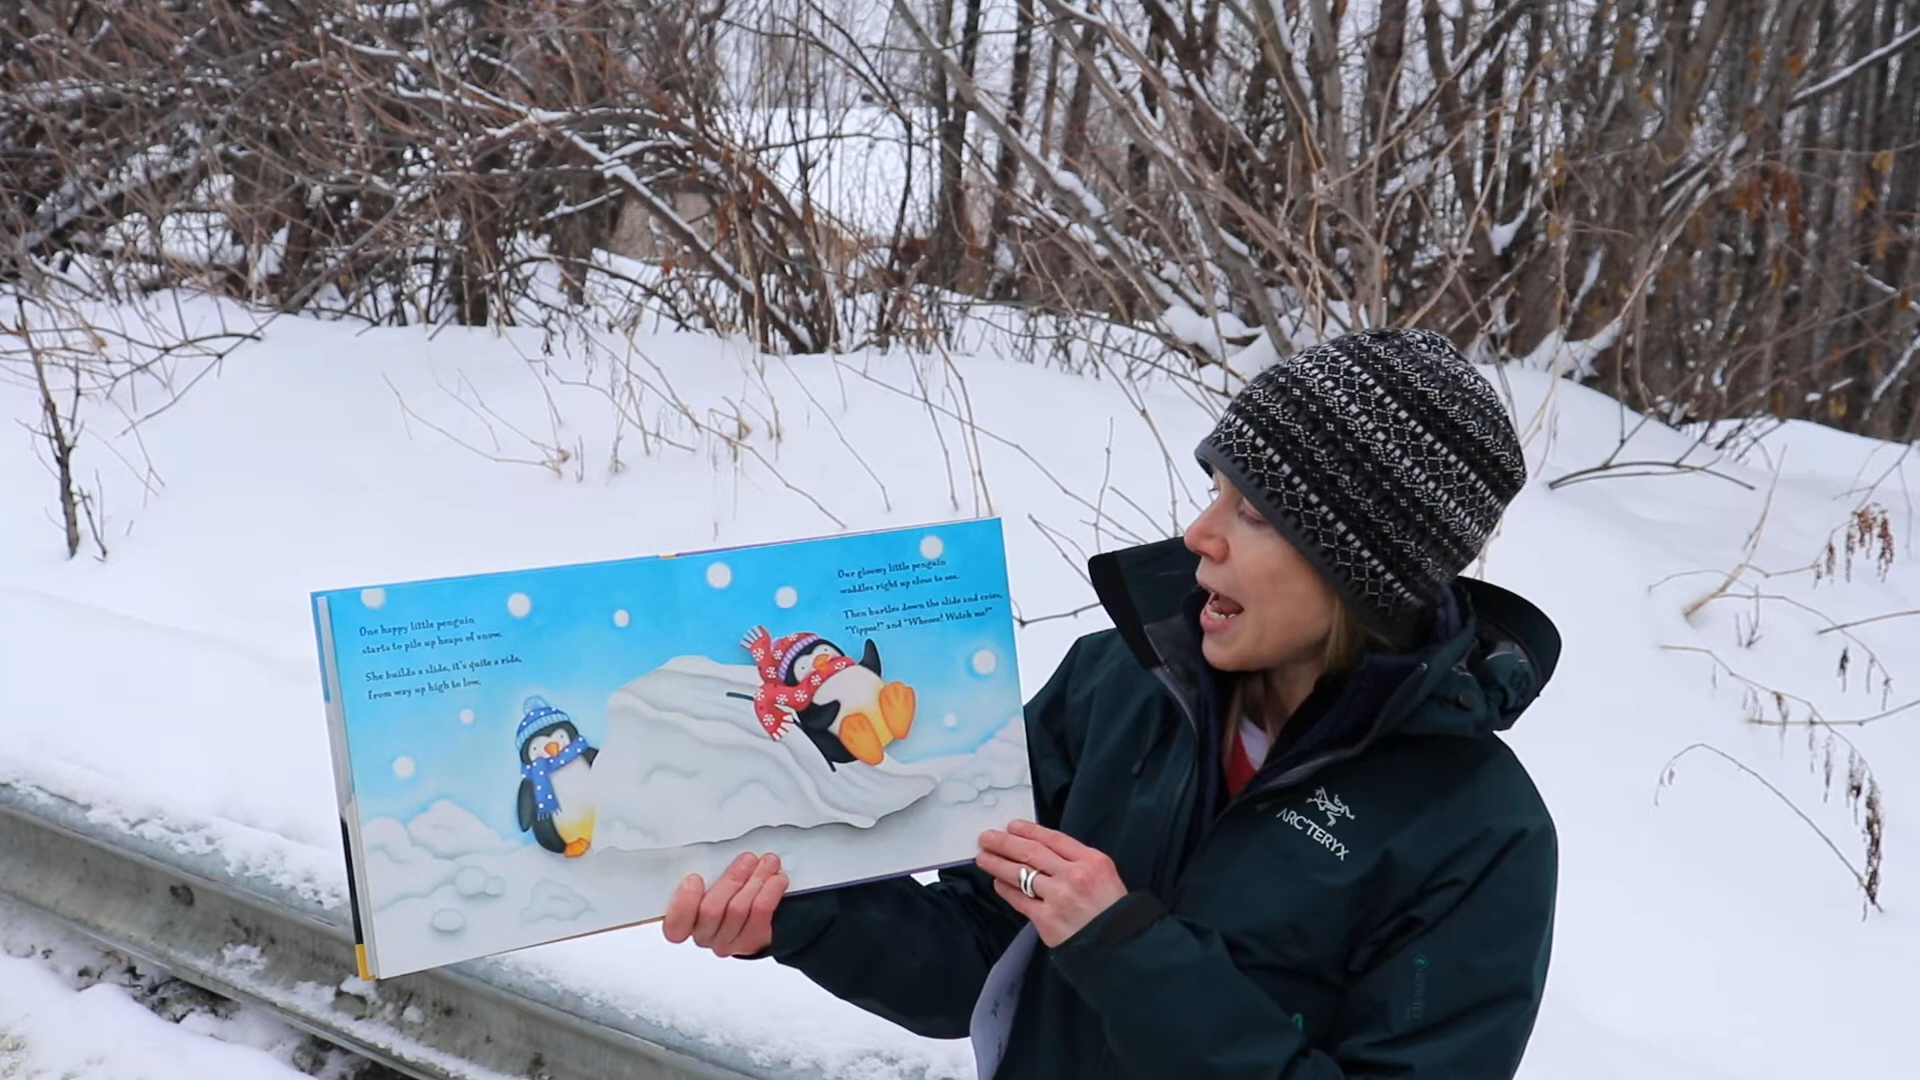 One happy little penguin
starts to pile up heaps of snow.
She builds a slide, it's quite a ride,
from way up high to low.
Our gloomy little penguin
waddles right up close to see.
Then hurtles down the slide and cries,
"Yippee!" and "Wheeee! Watch me!"
ARC'TERYX